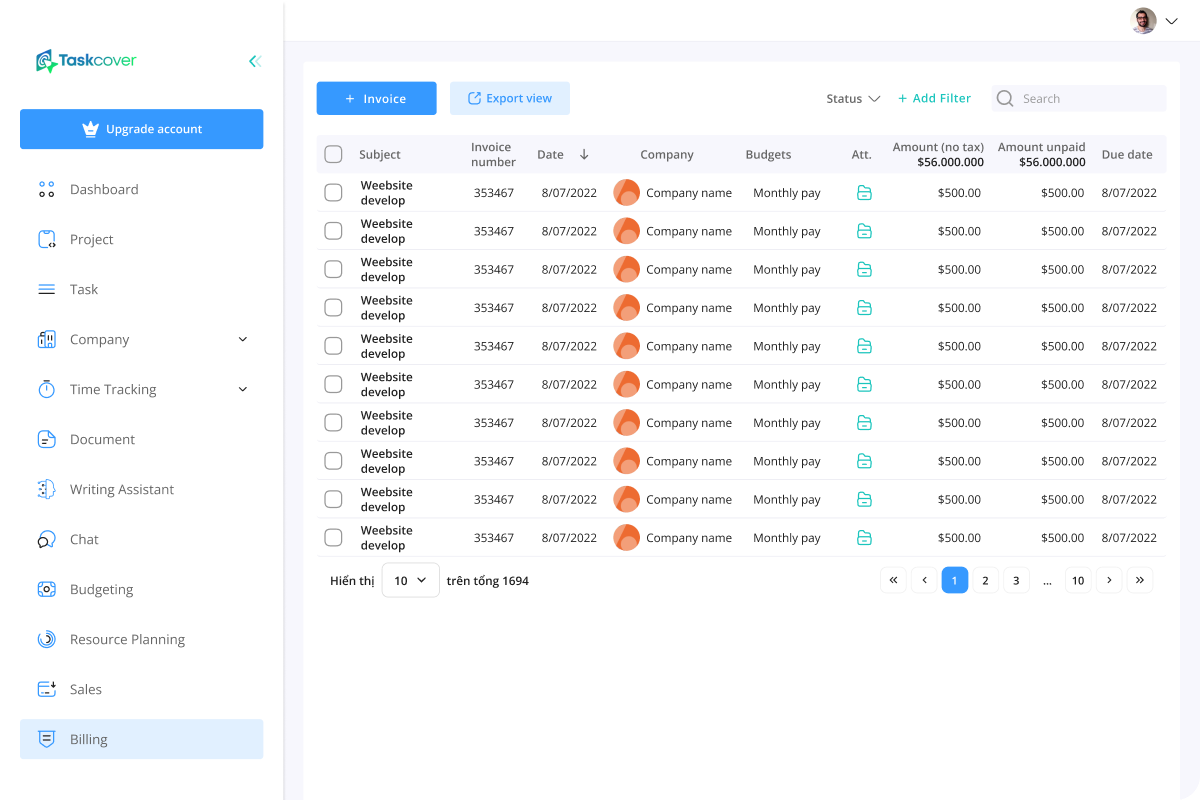 Taskcover
Upgrade account
Dashboard
Project
Task
Company
Time Tracking
Document
Writing Assistant
Chat
Budgeting
Resource Planning
Sales
Billing
+ Invoice
Export view
Status
+ Add Filter
Search
Subject
Invoice
number
Date
Company
Budgets
Att.
Amount (no tax)
$56.000.000
Amount unpaid
$56.000.000
Due date
Weebsite
develop
353467 8/07/2022 Company name Monthly pay $500.00 $500.00 8/07/2022
Weebsite
develop
353467 8/07/2022 Company name Monthly pay $500.00 $500.00 8/07/2022
Weebsite
develop
353467 8/07/2022 Company name Monthly pay $500.00 $500.00 8/07/2022
Weebsite
develop
353467 8/07/2022 Company name Monthly pay $500.00 $500.00 8/07/2022
Weebsite
develop
353467 8/07/2022 Company name Monthly pay $500.00 $500.00 8/07/2022
Weebsite
develop
353467 8/07/2022 Company name Monthly pay $500.00 $500.00 8/07/2022
Weebsite
develop
353467 8/07/2022 Company name Monthly pay $500.00 $500.00 8/07/2022
Weebsite
develop
353467 8/07/2022 Company name Monthly pay $500.00 $500.00 8/07/2022
Weebsite
develop
353467 8/07/2022 Company name Monthly pay $500.00 $500.00 8/07/2022
Weebsite
develop
353467 8/07/2022 Company name Monthly pay $500.00 $500.00 8/07/2022
Hiển thị 10 trên tổng 1694
« ‹ 1 2 3 ... 10 › »